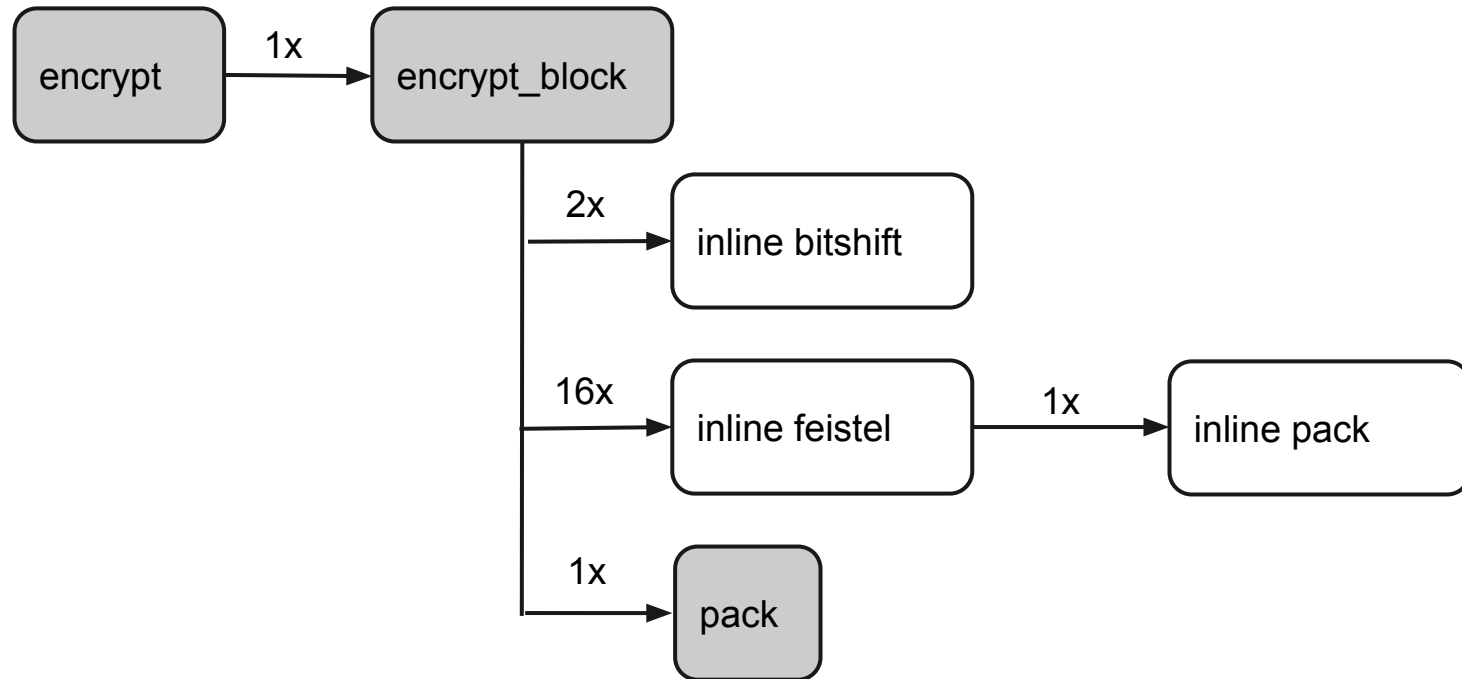 1x
encrypt
encrypt_block
2x
inline bitshift
16x
inline feistel
1x
inline pack
1x
pack